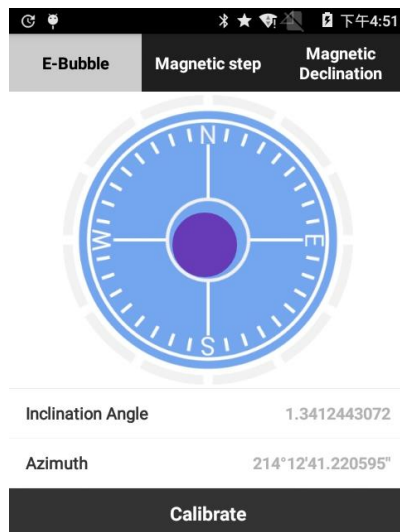 下午4:51
E-Bubble
Magnetic step
Magnetic
Declination
N
W
E
S
Inclination Angle 1.3412443072
Azimuth 214°12'41.220595"
Calibrate